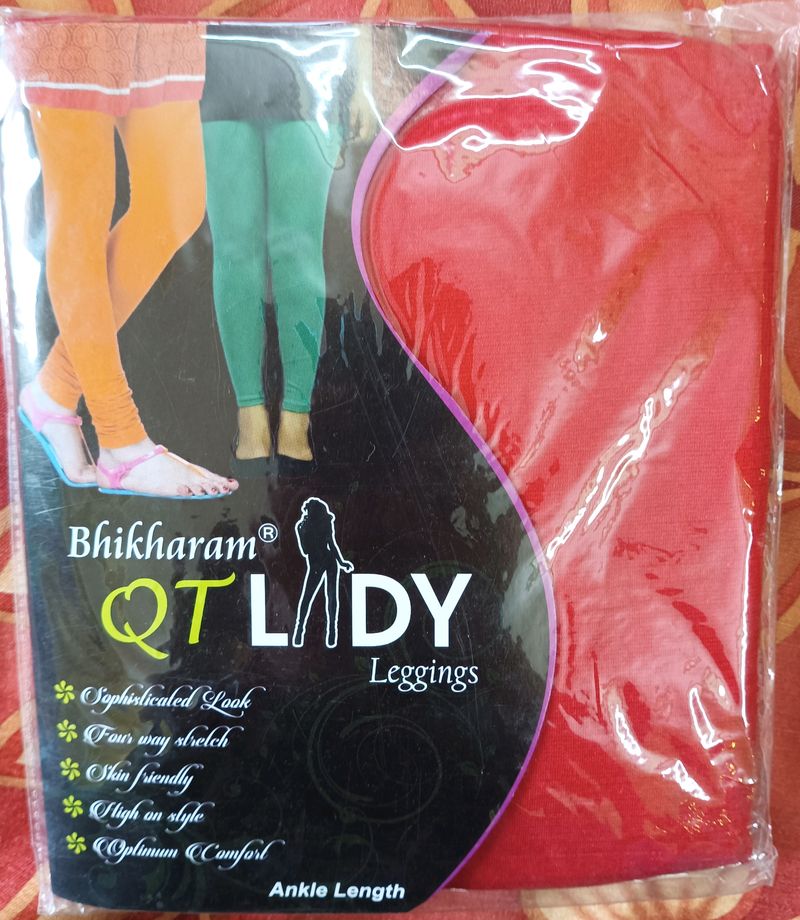 Bhikharam®
QT LADY
Leggings
Sophisticated Look
Four way stretch
Skin friendly
High on style
Optimum Comfort
Ankle Length